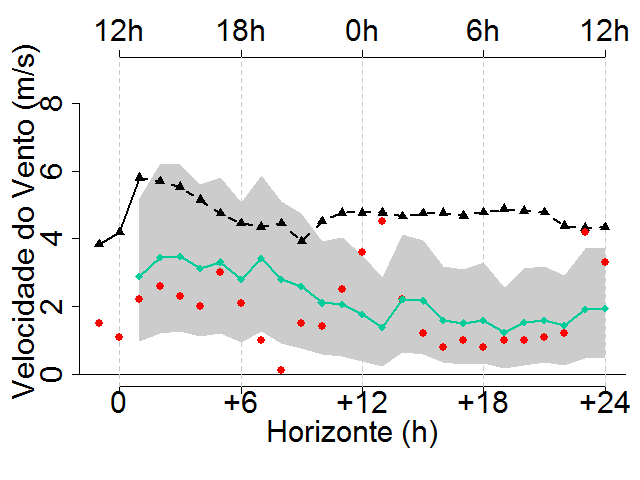 12h 18h 0h 6h 12h
Velocidade do Vento (m/s)
8
6
4
2
0
0 +6 +12 +18 +24
Horizonte (h)